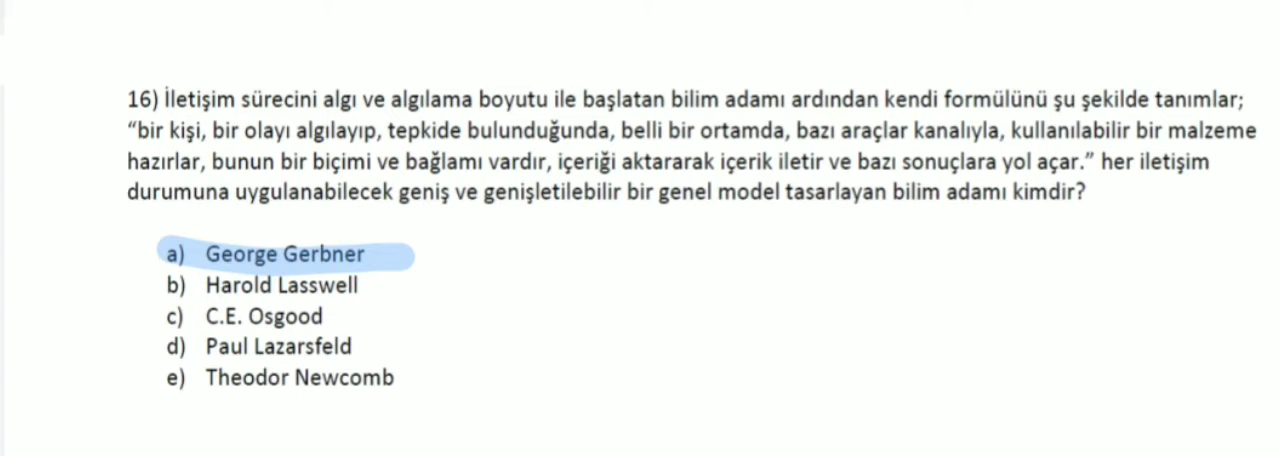 16) İletişim sürecini algı ve algılama boyutu ile başlatan bilim adamı ardından kendi formülünü şu şekilde tanımlar;
“bir kişi, bir olayı algılayıp, tepkide bulunduğunda, belli bir ortamda, bazı araçlar kanalıyla, kullanılabilir bir malzeme
hazırlar, bunun bir biçimi ve bağlamı vardır, içeriği aktararak içerik iletir ve bazı sonuçlara yol açar.” her iletişim
durumuna uygulanabilecek geniş ve genişletilebilir bir genel model tasarlayan bilim adamı kimdir?
a) George Gerbner
b) Harold Lasswell
c) C.E. Osgood
d) Paul Lazarsfeld
e) Theodor Newcomb